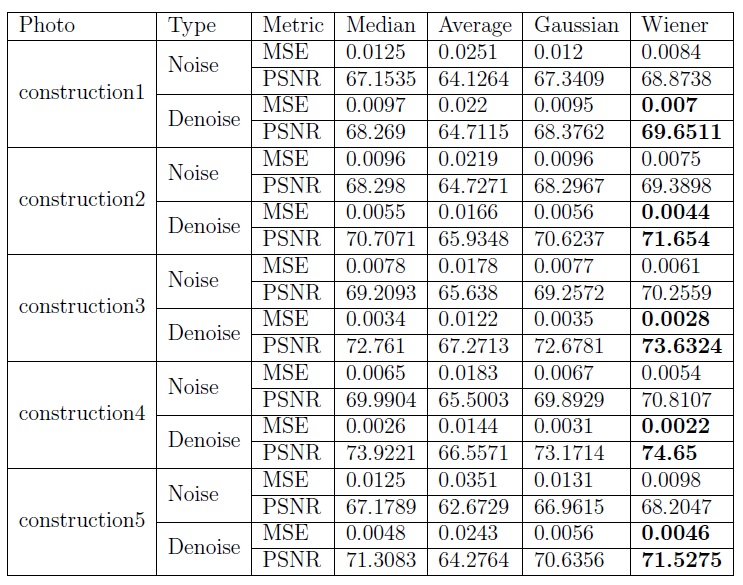 Photo Type Metric Median Average Gaussian Wiener
construction1 Noise MSE 0.0125 0.0251 0.012 0.0084
PSNR 67.1535 64.1264 67.3409 68.8738
Denoise MSE 0.0097 0.022 0.0095 0.007
PSNR 68.269 64.7115 68.3762 69.6511
construction2 Noise MSE 0.0096 0.0219 0.0096 0.0075
PSNR 68.298 64.7271 68.2967 69.3898
Denoise MSE 0.0055 0.0166 0.0056 0.0044
PSNR 70.7071 65.9348 70.6237 71.654
construction3 Noise MSE 0.0078 0.0178 0.0077 0.0061
PSNR 69.2093 65.638 69.2572 70.2559
Denoise MSE 0.0034 0.0122 0.0035 0.0028
PSNR 72.761 67.2713 72.6781 73.6324
construction4 Noise MSE 0.0065 0.0183 0.0067 0.0054
PSNR 69.9904 65.5003 69.8929 70.8107
Denoise MSE 0.0026 0.0144 0.0031 0.0022
PSNR 73.9221 66.5571 73.1714 74.65
construction5 Noise MSE 0.0125 0.0351 0.0131 0.0098
PSNR 67.1789 62.6729 66.9615 68.2047
Denoise MSE 0.0048 0.0243 0.0056 0.0046
PSNR 71.3083 64.2764 70.6356 71.5275